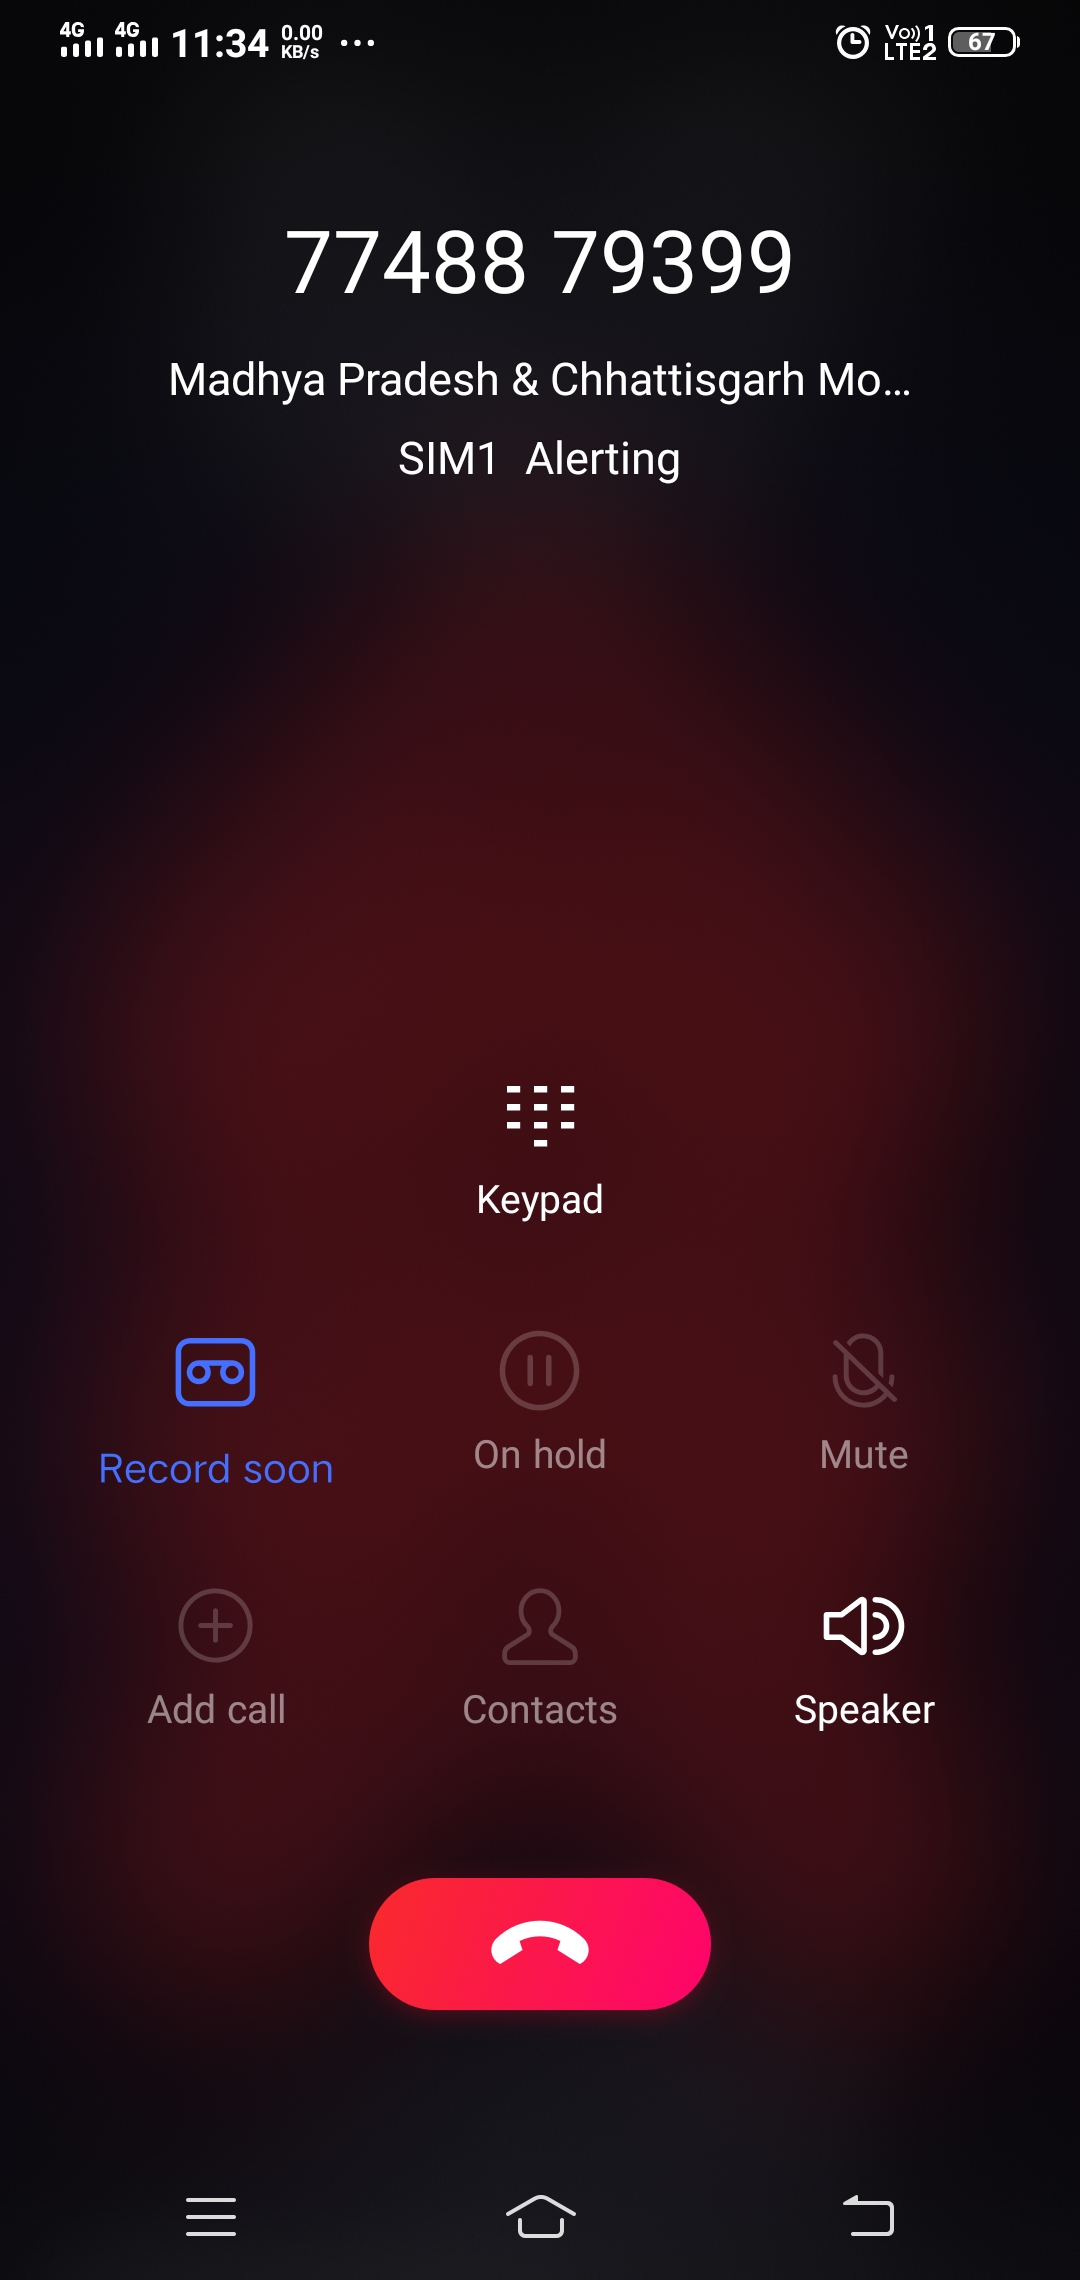 4G 4G 11:34 0.00 KB/s ... Vo)) 1 LTE2 67
77488 79399
Madhya Pradesh & Chhattisgarh Mo...
SIM1 Alerting
Keypad
Record soon On hold Mute
Add call Contacts Speaker